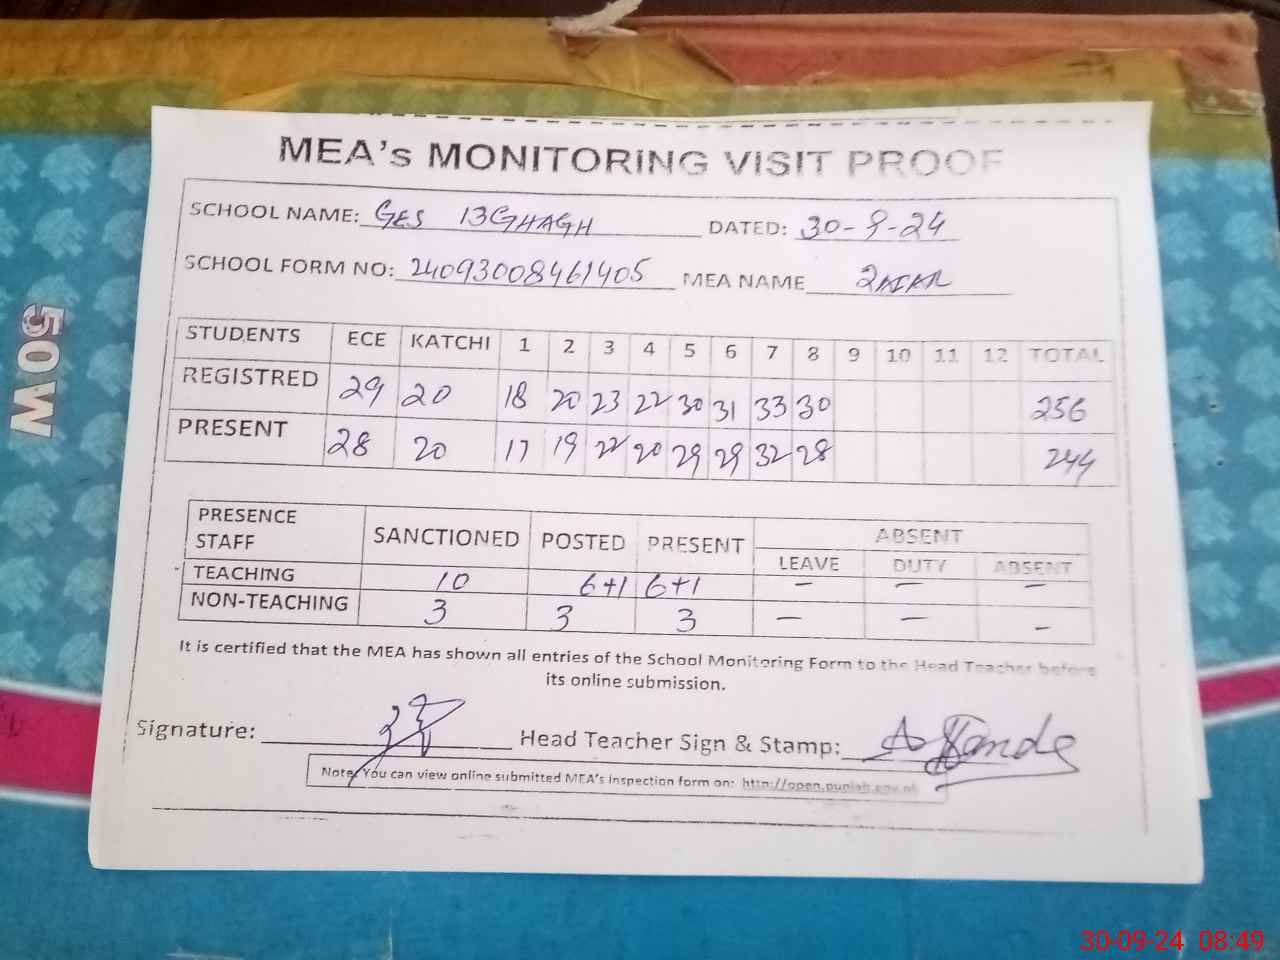 MEA's MONITORING VISIT PROOF
SCHOOL NAME: GES 13GHAGH DATED: 30-9-24
SCHOOL FORM NO: 24093008461405 MEA NAME
STUDENTS ECE KATCHI 1 2 3 4 5 6 7 8 9 10 11 12 TOTAL
REGISTRED 29 20 18 20 23 22 30 31 33 30 256
PRESENT 28 20 17 19 22 20 29 29 32 28 244
PRESENCE STAFF SANCTIONED POSTED PRESENT ABSENT
LEAVE DUTY ABSENT
TEACHING 10 6+1 6+1 – – –
NON-TEACHING 3 3 3 – – –
It is certified that the MEA has shown all entries of the School Monitoring Form to the Head Teacher before
its online submission.
Signature: Head Teacher Sign & Stamp:
Note: You can view online submitted MEA's Inspection form on: http://open.punjab.gov.pk
50W
30-09-24 08:49